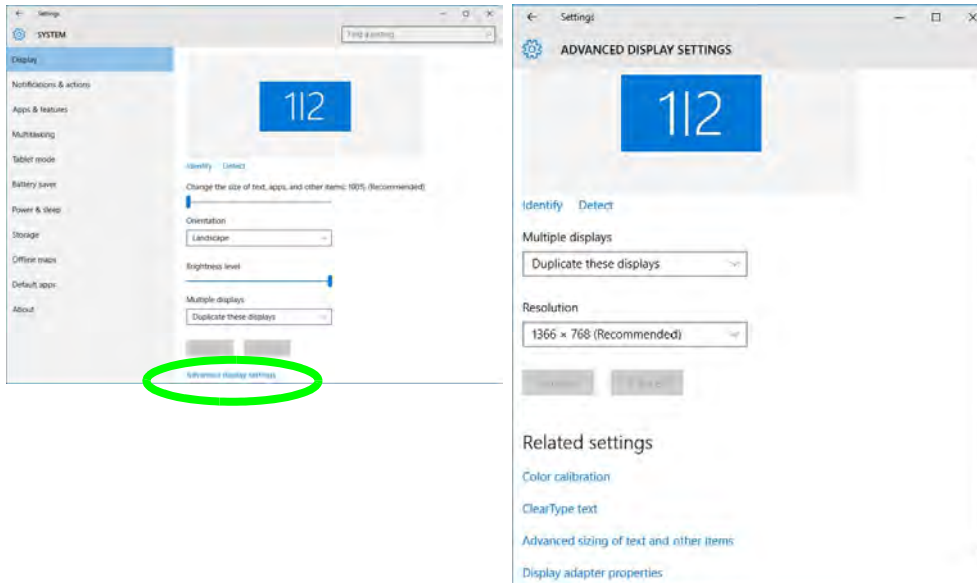 Settings
SYSTEM
Find a setting
Display
Notifications & actions
Apps & features
Multitasking
Tablet mode
Battery saver
Power & sleep
Storage
Offline maps
Default apps
About
1|2
Identify Detect
Change the size of text, apps, and other items: 100% (Recommended)
Orientation
Landscape
Brightness level
Multiple displays
Duplicate these displays
Advanced display settings
Settings
ADVANCED DISPLAY SETTINGS
1|2
Identify Detect
Multiple displays
Duplicate these displays
Resolution
1366 × 768 (Recommended)
Related settings
Color calibration
ClearType text
Advanced sizing of text and other items
Display adapter properties